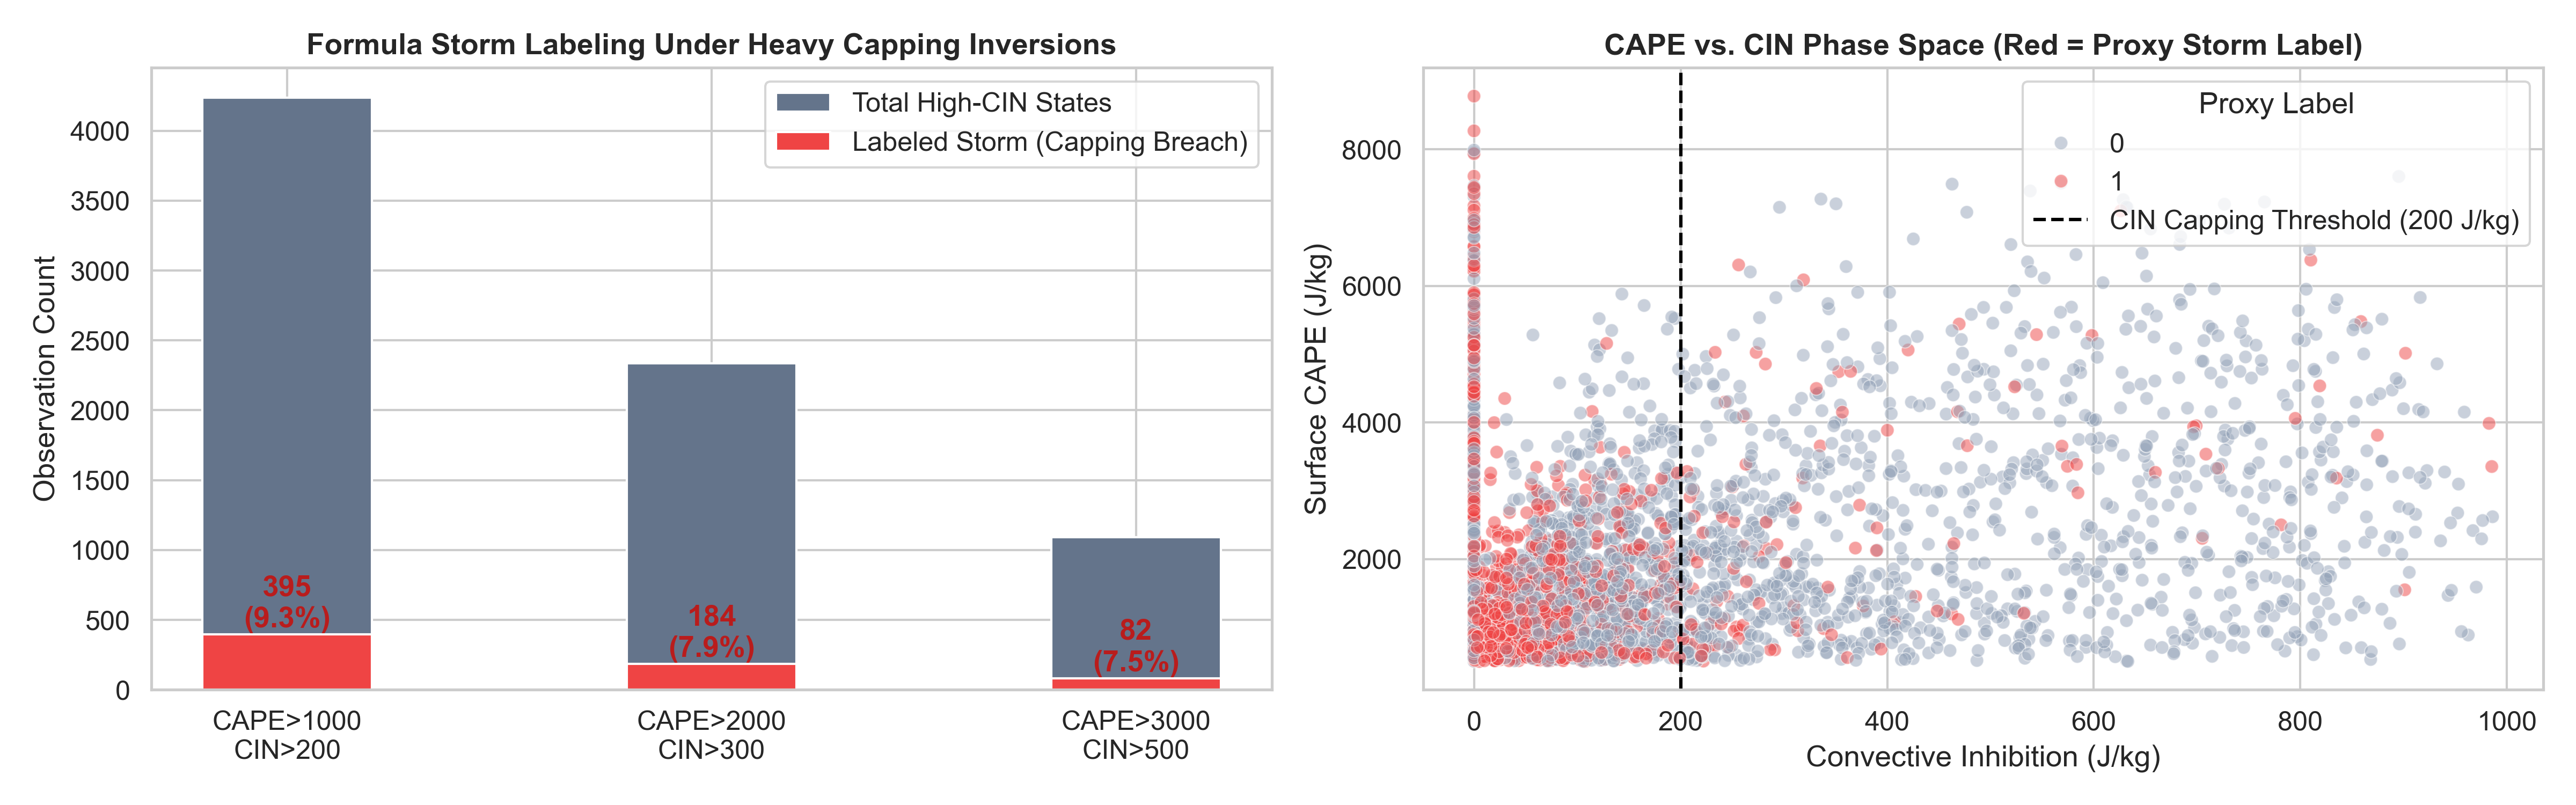 Formula Storm Labeling Under Heavy Capping Inversions
Observation Count
4000
3500
3000
2500
2000
1500
1000
500
0
Total High-CIN States
Labeled Storm (Capping Breach)
395
(9.3%)
184
(7.9%)
82
(7.5%)
CAPE>1000
CIN>200
CAPE>2000
CIN>300
CAPE>3000
CIN>500
CAPE vs. CIN Phase Space (Red = Proxy Storm Label)
Surface CAPE (J/kg)
8000
6000
4000
2000
Proxy Label
0
1
CIN Capping Threshold (200 J/kg)
0
200
400
600
800
1000
Convective Inhibition (J/kg)